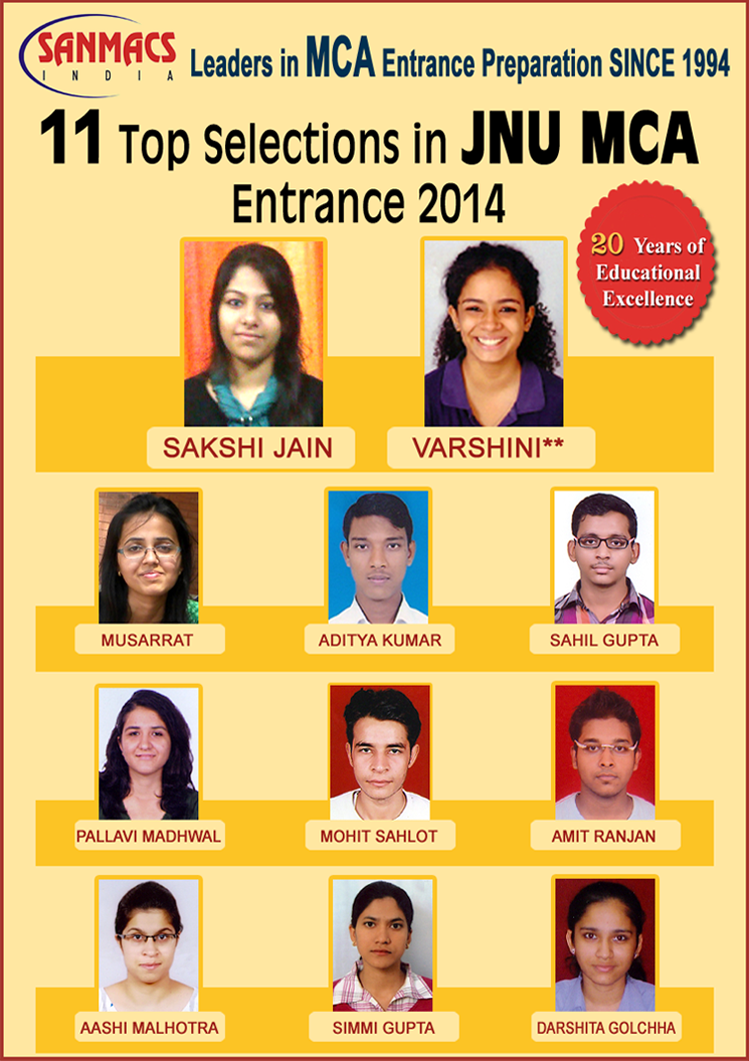 SANMACS
INDIA
Leaders in MCA Entrance Preparation SINCE 1994
11 Top Selections in JNU MCA
Entrance 2014
20 Years of
Educational
Excellence
SAKSHI JAIN
VARSHINI**
MUSARRAT
ADITYA KUMAR
SAHIL GUPTA
PALLAVI MADHWAL
MOHIT SAHLOT
AMIT RANJAN
AASHI MALHOTRA
SIMMI GUPTA
DARSHITA GOLCHHA